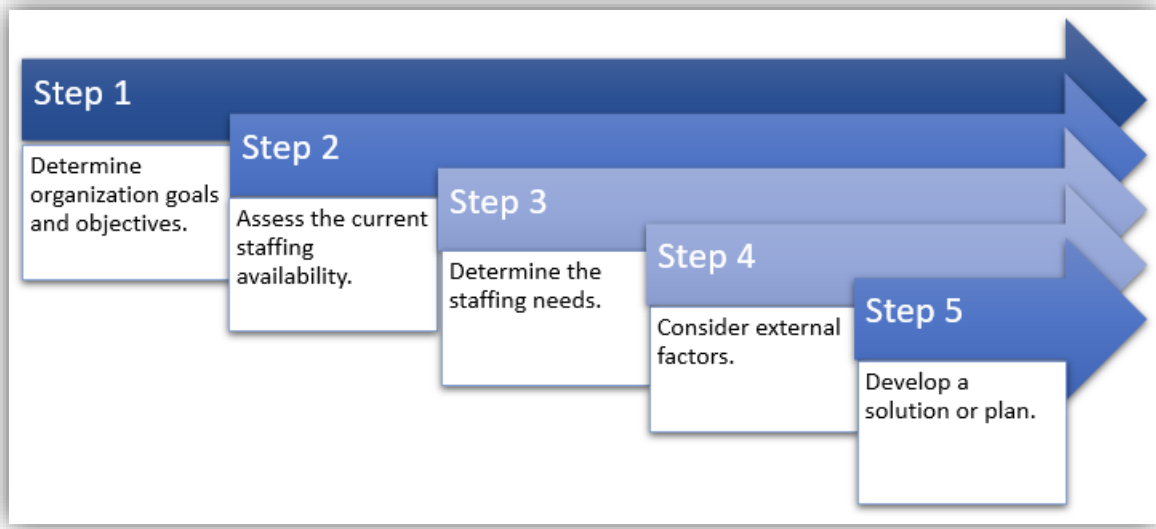 Step 1
Determine
organization goals
and objectives.
Step 2
Assess the current
staffing
availability.
Step 3
Determine the
staffing needs.
Step 4
Consider external
factors.
Step 5
Develop a
solution or plan.